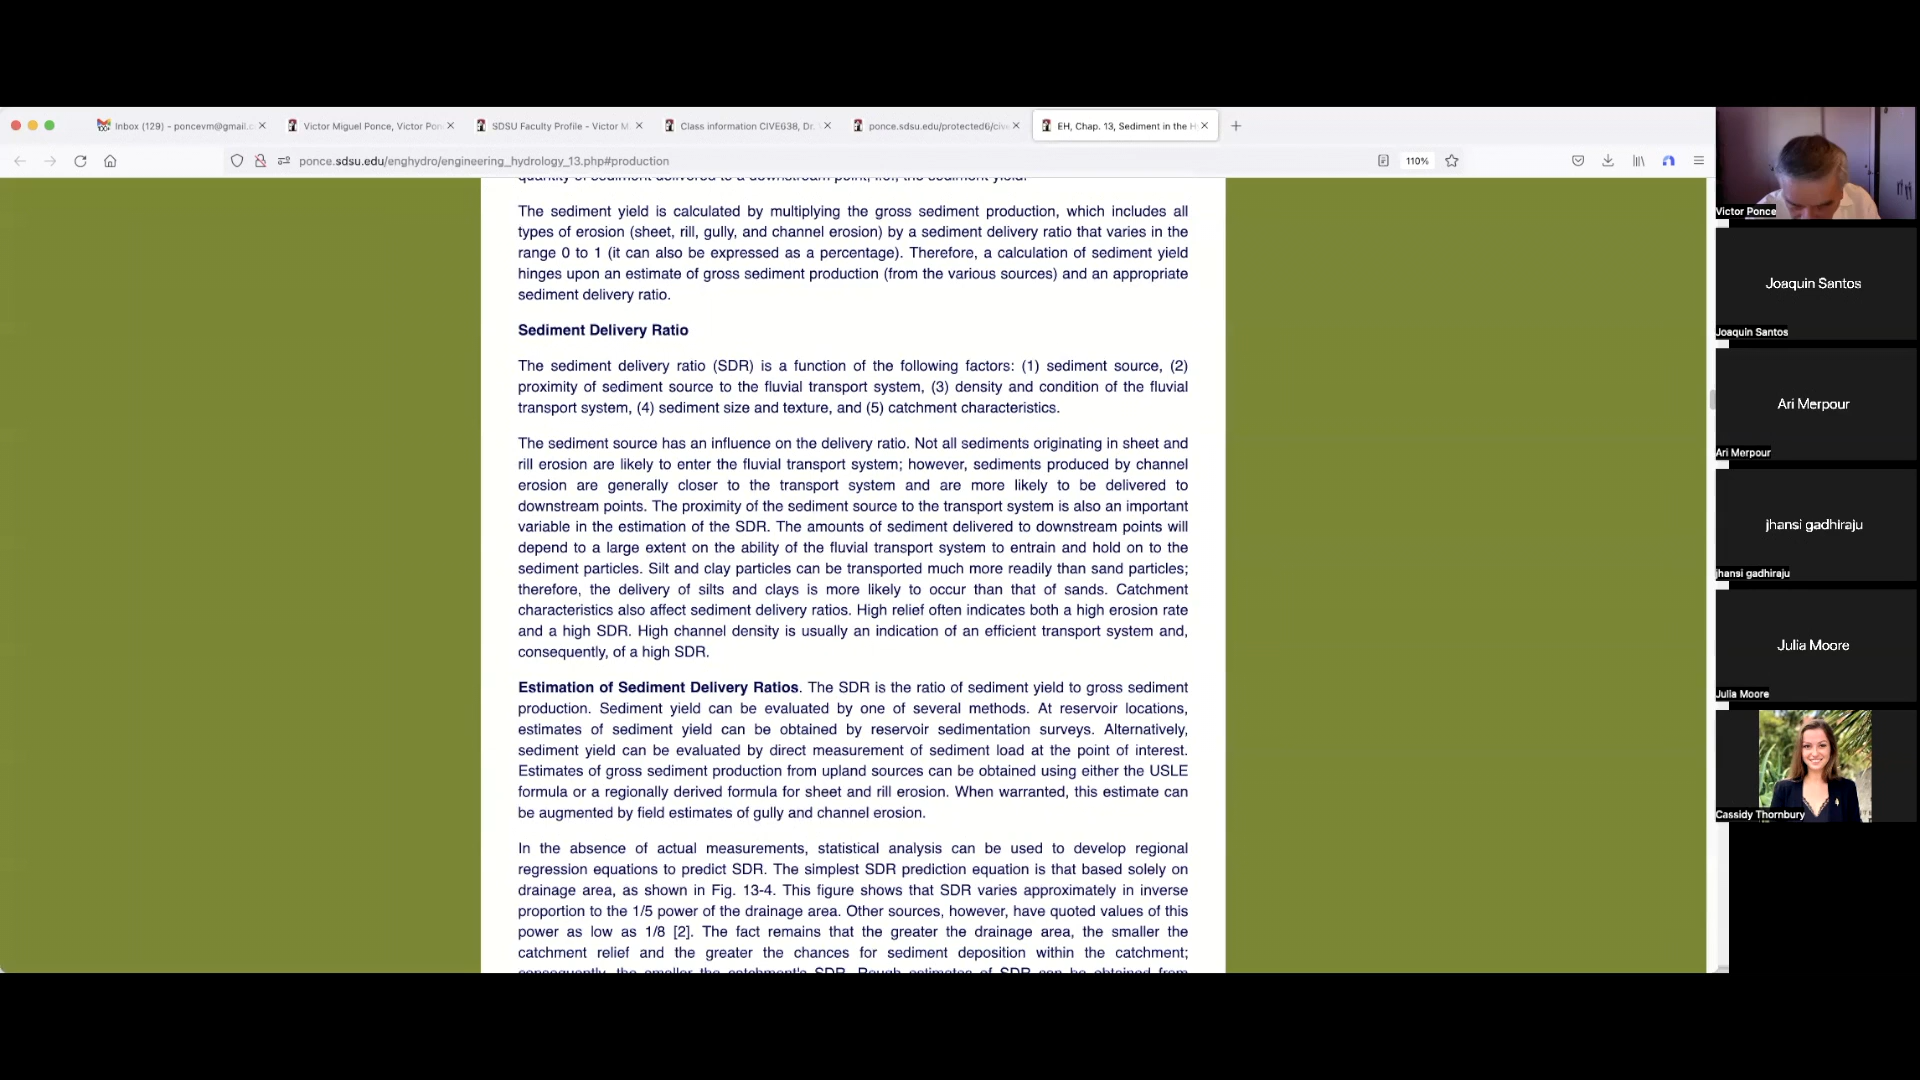 Inbox (129) - poncevm@gmail.c
Victor Miguel Ponce, Victor Pon
SDSU Faculty Profile - Victor M
Class information CIVE638, Dr.
ponce.sdsu.edu/protected6/cive
EH, Chap. 13, Sediment in the H
ponce.sdsu.edu/enghydro/engineering_hydrology_13.php#production
110%
quantity of sediment delivered to a downstream point, i.e., the sediment yield.
The sediment yield is calculated by multiplying the gross sediment production, which includes all
types of erosion (sheet, rill, gully, and channel erosion) by a sediment delivery ratio that varies in the
range 0 to 1 (it can also be expressed as a percentage). Therefore, a calculation of sediment yield
hinges upon an estimate of gross sediment production (from the various sources) and an appropriate
sediment delivery ratio.
Sediment Delivery Ratio
The sediment delivery ratio (SDR) is a function of the following factors: (1) sediment source, (2)
proximity of sediment source to the fluvial transport system, (3) density and condition of the fluvial
transport system, (4) sediment size and texture, and (5) catchment characteristics.
The sediment source has an influence on the delivery ratio. Not all sediments originating in sheet and
rill erosion are likely to enter the fluvial transport system; however, sediments produced by channel
erosion are generally closer to the transport system and are more likely to be delivered to
downstream points. The proximity of the sediment source to the transport system is also an important
variable in the estimation of the SDR. The amounts of sediment delivered to downstream points will
depend to a large extent on the ability of the fluvial transport system to entrain and hold on to the
sediment particles. Silt and clay particles can be transported much more readily than sand particles;
therefore, the delivery of silts and clays is more likely to occur than that of sands. Catchment
characteristics also affect sediment delivery ratios. High relief often indicates both a high erosion rate
and a high SDR. High channel density is usually an indication of an efficient transport system and,
consequently, of a high SDR.
Estimation of Sediment Delivery Ratios. The SDR is the ratio of sediment yield to gross sediment
production. Sediment yield can be evaluated by one of several methods. At reservoir locations,
estimates of sediment yield can be obtained by reservoir sedimentation surveys. Alternatively,
sediment yield can be evaluated by direct measurement of sediment load at the point of interest.
Estimates of gross sediment production from upland sources can be obtained using either the USLE
formula or a regionally derived formula for sheet and rill erosion. When warranted, this estimate can
be augmented by field estimates of gully and channel erosion.
In the absence of actual measurements, statistical analysis can be used to develop regional
regression equations to predict SDR. The simplest SDR prediction equation is that based solely on
drainage area, as shown in Fig. 13-4. This figure shows that SDR varies approximately in inverse
proportion to the 1/5 power of the drainage area. Other sources, however, have quoted values of this
power as low as 1/8 [2]. The fact remains that the greater the drainage area, the smaller the
catchment relief and the greater the chances for sediment deposition within the catchment;
consequently, the smaller the catchment's SDR. Rough estimates of SDR can be obtained from
Victor Ponce
Joaquin Santos
Joaquin Santos
Ari Merpour
Ari Merpour
jhansi gadhiraju
jhansi gadhiraju
Julia Moore
Julia Moore
Cassidy Thornbury